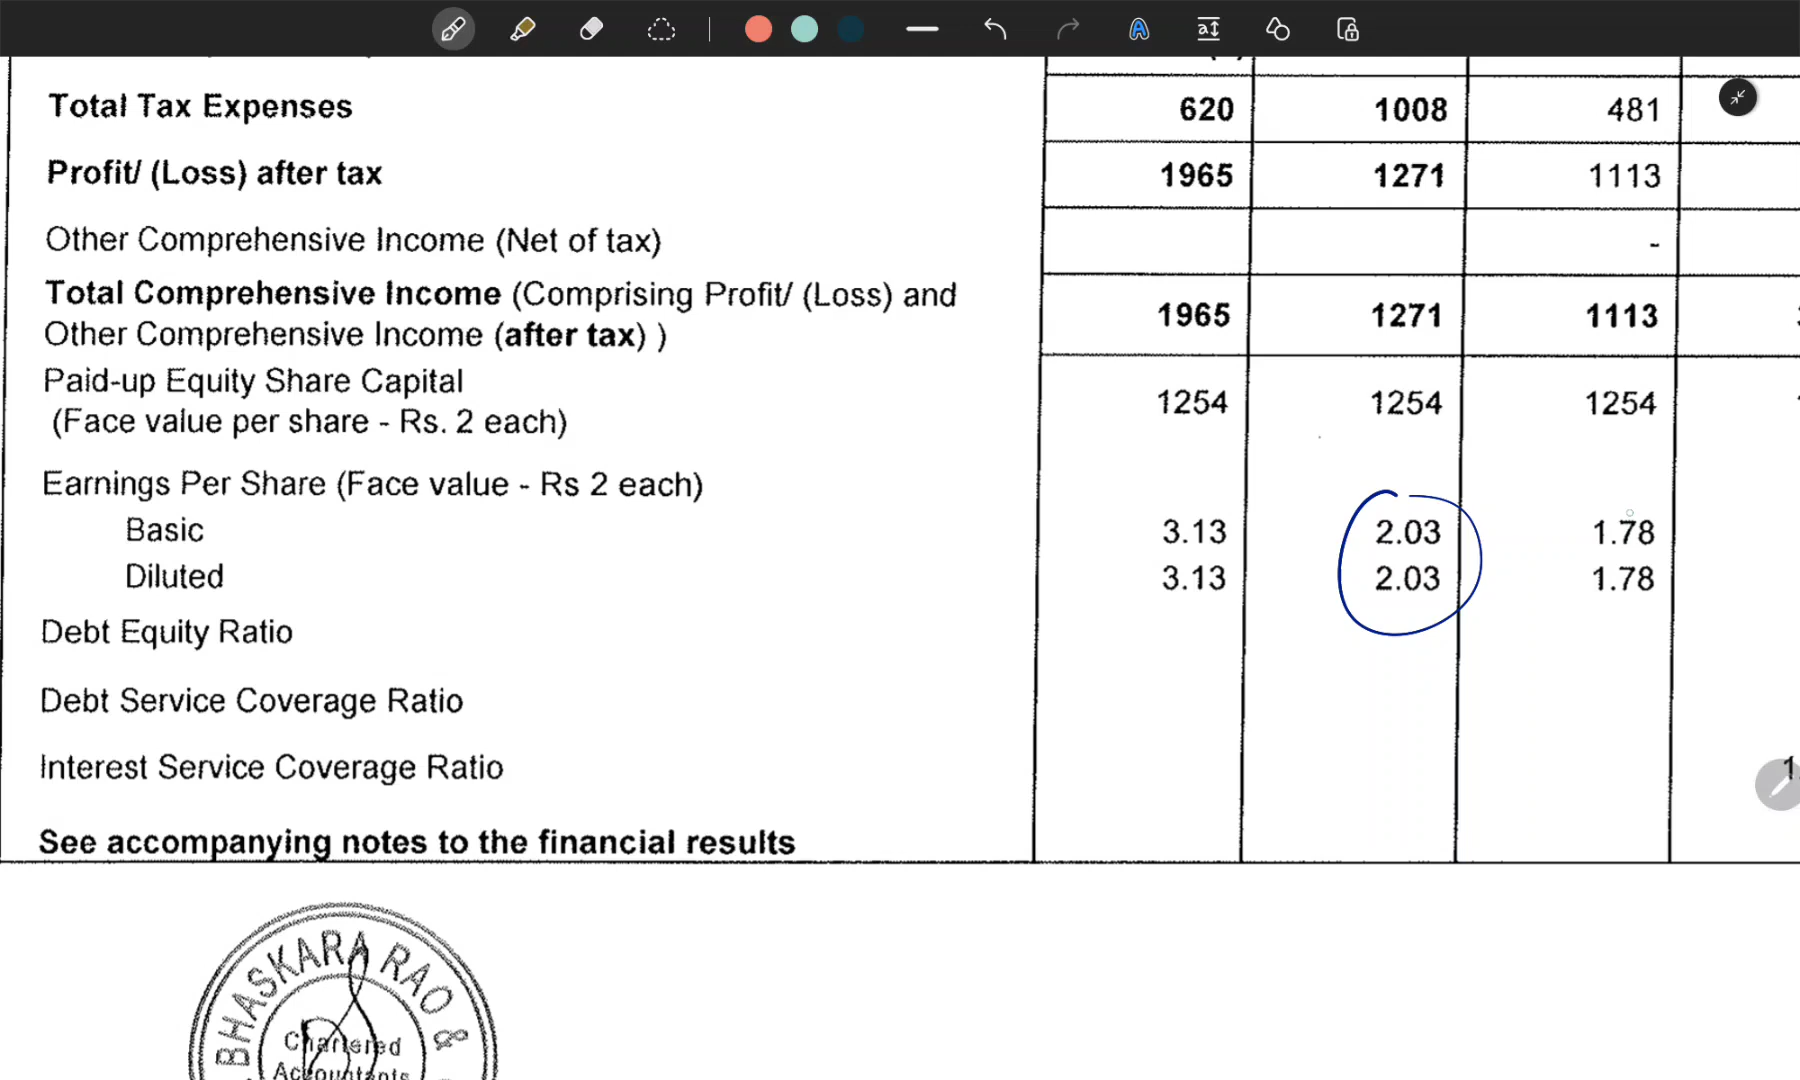 Total Tax Expenses 620 1008 481
Profit/ (Loss) after tax 1965 1271 1113
Other Comprehensive Income (Net of tax) -
Total Comprehensive Income (Comprising Profit/ (Loss) and
Other Comprehensive Income (after tax) ) 1965 1271 1113
Paid-up Equity Share Capital
(Face value per share - Rs. 2 each) 1254 1254 1254
Earnings Per Share (Face value - Rs 2 each)
Basic 3.13 2.03 1.78
Diluted 3.13 2.03 1.78
Debt Equity Ratio
Debt Service Coverage Ratio
Interest Service Coverage Ratio
See accompanying notes to the financial results
BHASKARA RAO &
Chartered
Accountants